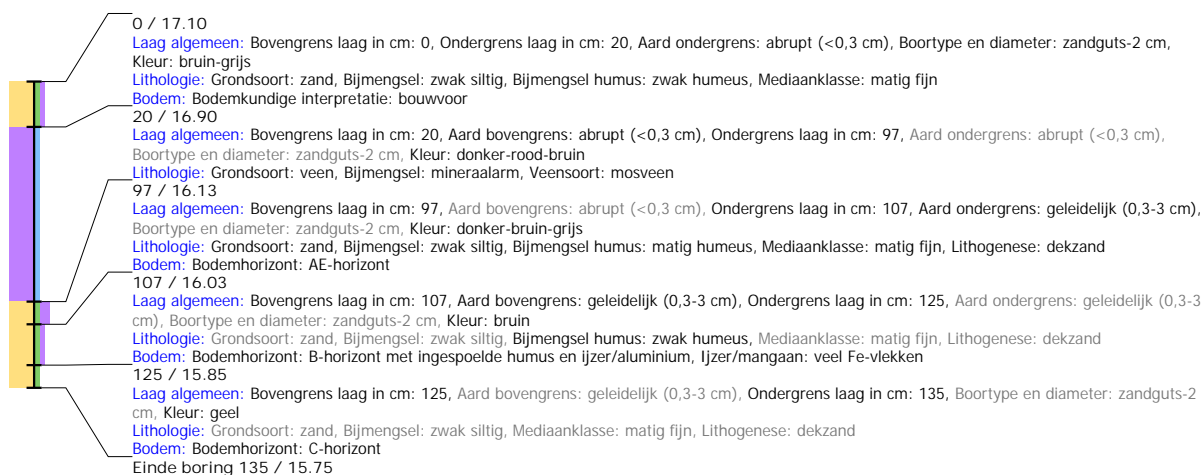 0 / 17.10
Laag algemeen: Bovengrens laag in cm: 0, Ondergrens laag in cm: 20, Aard ondergrens: abrupt (<0,3 cm), Boortype en diameter: zandguts-2 cm,
Kleur: bruin-grijs
Lithologie: Grondsoort: zand, Bijmengsel: zwak siltig, Bijmengsel humus: zwak humeus, Mediaanklasse: matig fijn
Bodem: Bodemkundige interpretatie: bouwvoor
20 / 16.90
Laag algemeen: Bovengrens laag in cm: 20, Aard bovengrens: abrupt (<0,3 cm), Ondergrens laag in cm: 97, Aard ondergrens: abrupt (<0,3 cm),
Boortype en diameter: zandguts-2 cm, Kleur: donker-rood-bruin
Lithologie: Grondsoort: veen, Bijmengsel: mineraalarm, Veensoort: mosveen
97 / 16.13
Laag algemeen: Bovengrens laag in cm: 97, Aard bovengrens: abrupt (<0,3 cm), Ondergrens laag in cm: 107, Aard ondergrens: geleidelijk (0,3-3 cm),
Boortype en diameter: zandguts-2 cm, Kleur: donker-bruin-grijs
Lithologie: Grondsoort: zand, Bijmengsel: zwak siltig, Bijmengsel humus: matig humeus, Mediaanklasse: matig fijn, Lithogenese: dekzand
Bodem: Bodemhorizont: AE-horizont
107 / 16.03
Laag algemeen: Bovengrens laag in cm: 107, Aard bovengrens: geleidelijk (0,3-3 cm), Ondergrens laag in cm: 125, Aard ondergrens: geleidelijk (0,3-3
cm), Boortype en diameter: zandguts-2 cm, Kleur: bruin
Lithologie: Grondsoort: zand, Bijmengsel: zwak siltig, Bijmengsel humus: zwak humeus, Mediaanklasse: matig fijn, Lithogenese: dekzand
Bodem: Bodemhorizont: B-horizont met ingespoelde humus en ijzer/aluminium, Ijzer/mangaan: veel Fe-vlekken
125 / 15.85
Laag algemeen: Bovengrens laag in cm: 125, Aard bovengrens: geleidelijk (0,3-3 cm), Ondergrens laag in cm: 135, Boortype en diameter: zandguts-2
cm, Kleur: geel
Lithologie: Grondsoort: zand, Bijmengsel: zwak siltig, Mediaanklasse: matig fijn, Lithogenese: dekzand
Bodem: Bodemhorizont: C-horizont
Einde boring 135 / 15.75